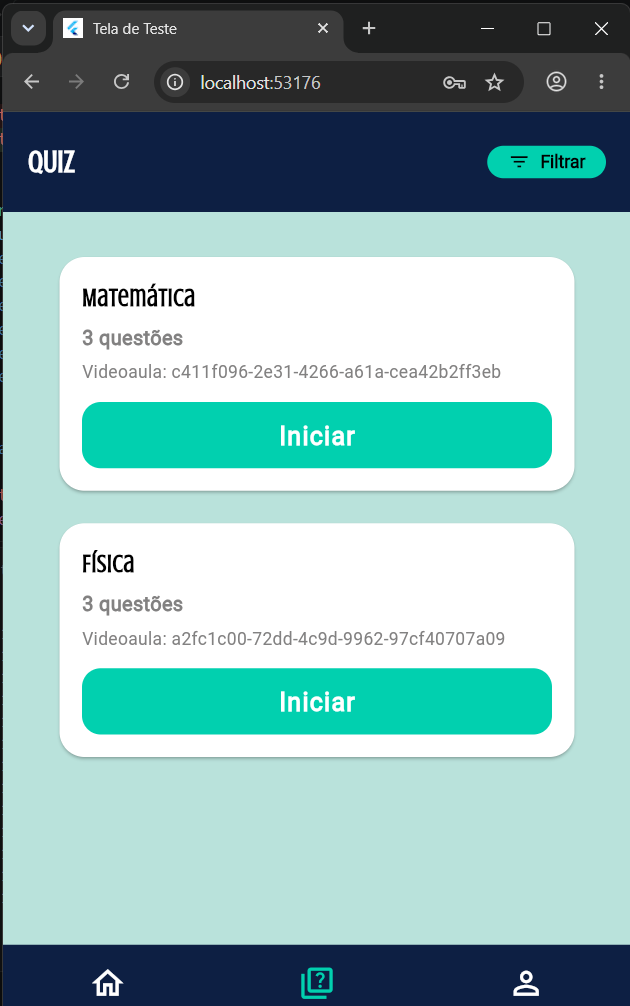 Tela de Teste
localhost:53176
QUIZ
Filtrar
Matemática
3 questões
Videoaula: c411f096-2e31-4266-a61a-cea42b2ff3eb
Iniciar
Física
3 questões
Videoaula: a2fc1c00-72dd-4c9d-9962-97cf40707a09
Iniciar